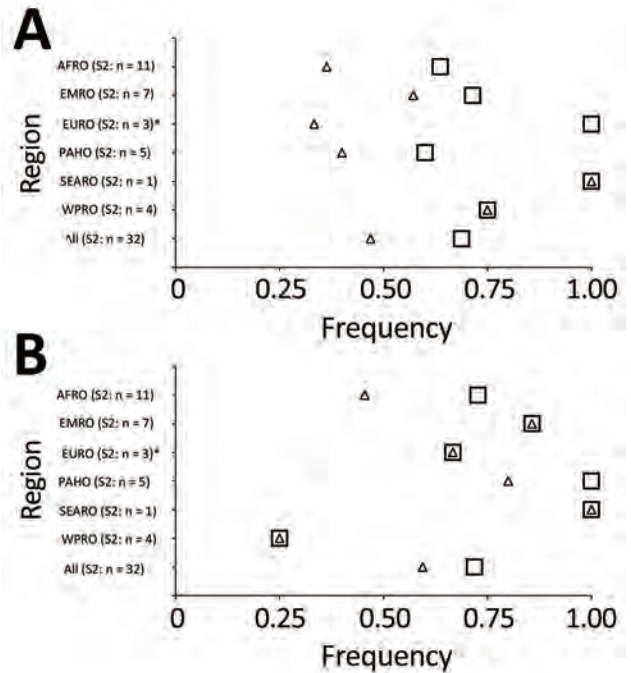 A
Region
AFRO (S2: n = 11)
EMRO (S2: n = 7)
EURO (S2: n = 3)*
PAHO (S2: n = 5)
SEARO (S2: n = 1)
WPRO (S2: n = 4)
All (S2: n = 32)
0 0.25 0.50 0.75 1.00
Frequency
B
Region
AFRO (S2: n = 11)
EMRO (S2: n = 7)
EURO (S2: n = 3)*
PAHO (S2: n = 5)
SEARO (S2: n = 1)
WPRO (S2: n = 4)
All (S2: n = 32)
0 0.25 0.50 0.75 1.00
Frequency